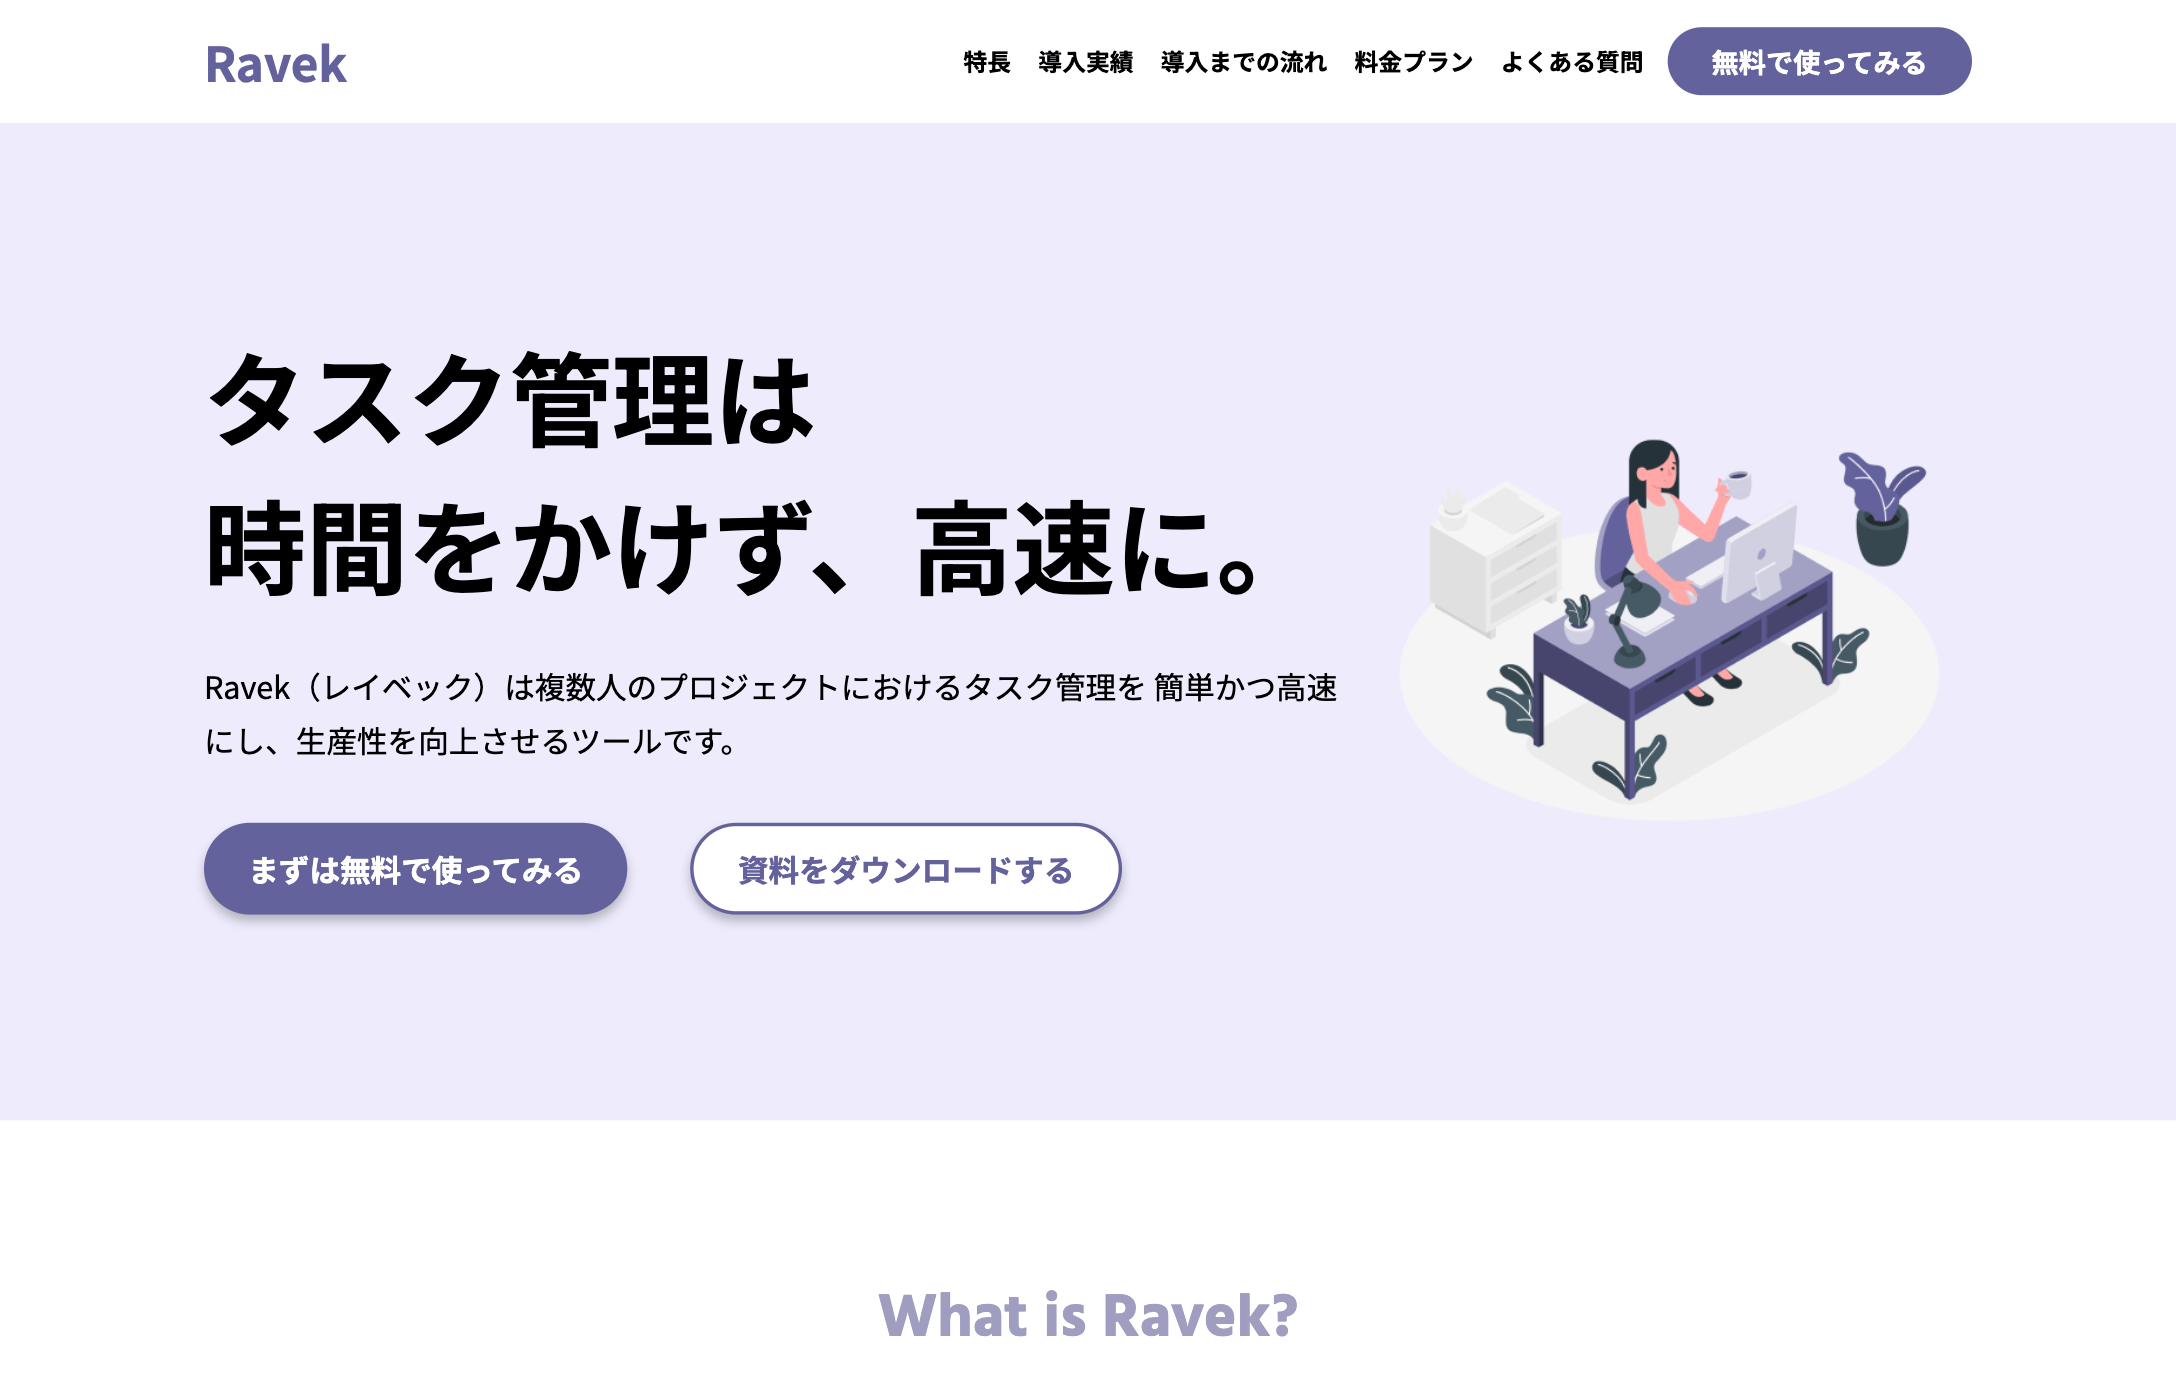 Ravek
特長 導入実績 導入までの流れ 料金プラン よくある質問 無料で使ってみる
タスク管理は
時間をかけず、高速に。
Ravek（レイベック）は複数人のプロジェクトにおけるタスク管理を 簡単かつ高速
にし、生産性を向上させるツールです。
まずは無料で使ってみる 資料をダウンロードする
What is Ravek?